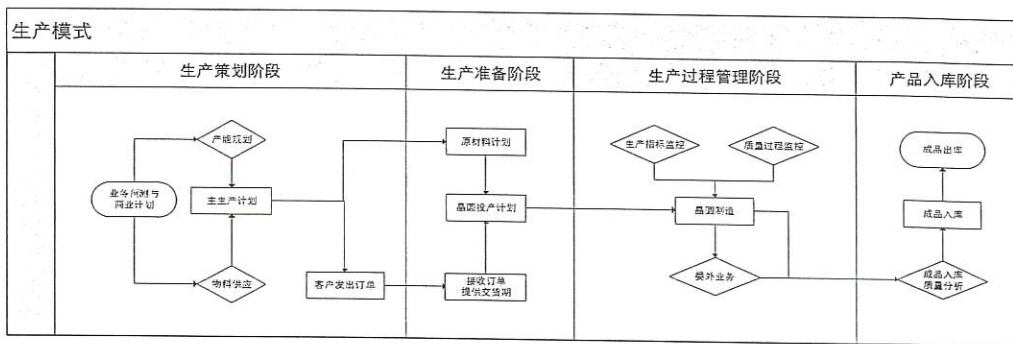 生产模式
生产策划阶段
生产准备阶段
生产过程管理阶段
产品入库阶段
产能规划
业务预测与
商业计划
主生产计划
物料供应
客户发出订单
原材料计划
晶圆投产计划
接收订单
提供交货期
生产指标监控
质量过程监控
晶圆制造
委外业务
成品出库
成品入库
成品入库
质量分析